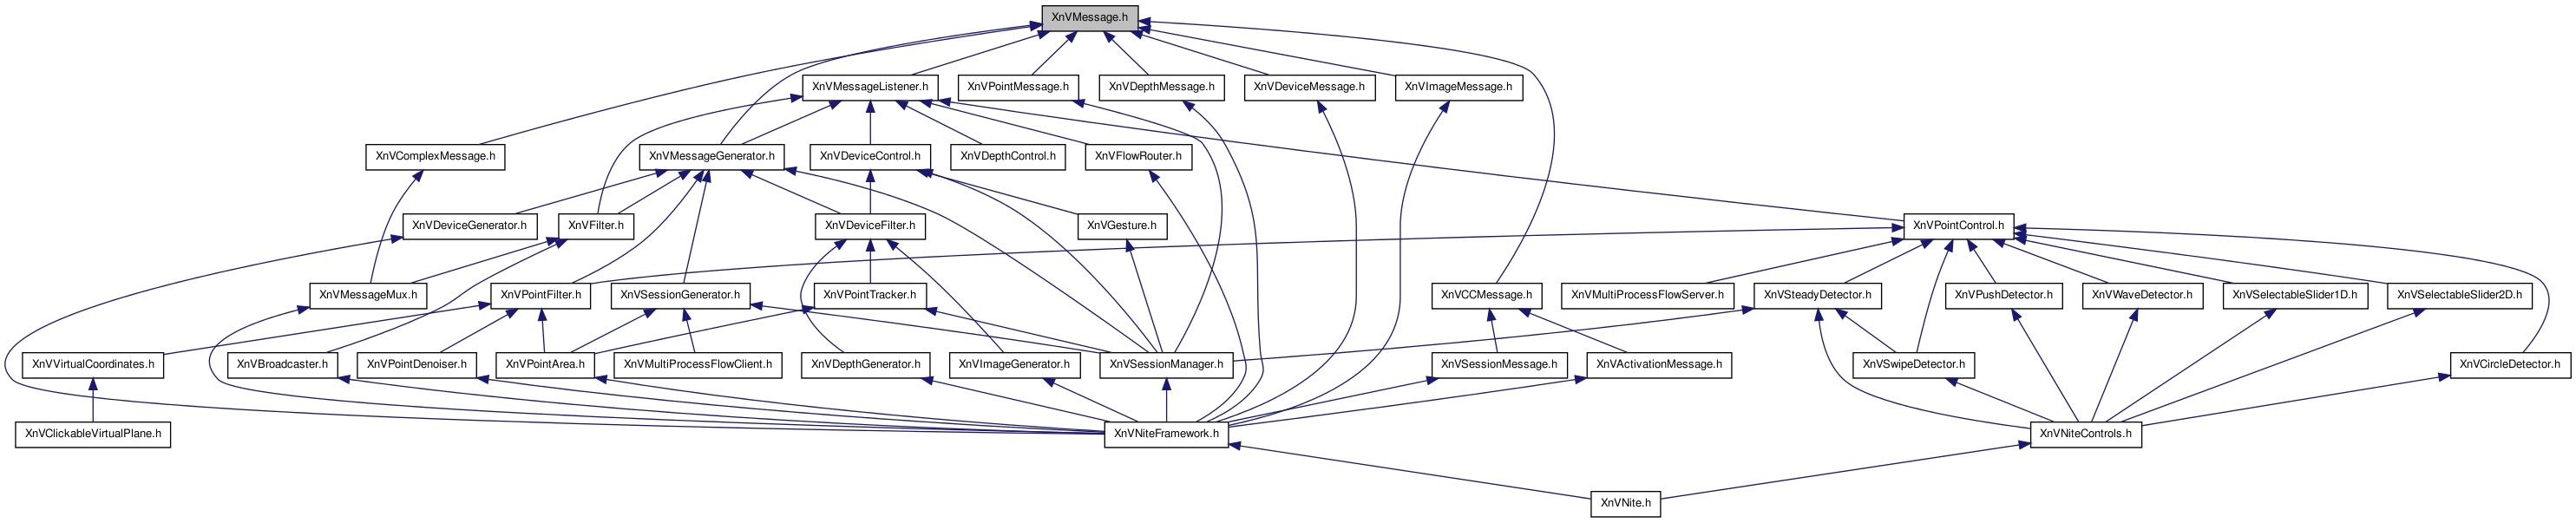 XnVMessage.h
XnVMessageListener.h
XnVPointMessage.h
XnVDepthMessage.h
XnVDeviceMessage.h
XnVImageMessage.h
XnVComplexMessage.h
XnVMessageGenerator.h
XnVDeviceControl.h
XnVDepthControl.h
XnVFlowRouter.h
XnVDeviceGenerator.h
XnVFilter.h
XnVDeviceFilter.h
XnVGesture.h
XnVPointControl.h
XnVMessageMux.h
XnVPointFilter.h
XnVSessionGenerator.h
XnVPointTracker.h
XnVCCMessage.h
XnVMultiProcessFlowServer.h
XnVSteadyDetector.h
XnVPushDetector.h
XnVWaveDetector.h
XnVSelectableSlider1D.h
XnVSelectableSlider2D.h
XnVVirtualCoordinates.h
XnVBroadcaster.h
XnVPointDenoiser.h
XnVPointArea.h
XnVMultiProcessFlowClient.h
XnVDepthGenerator.h
XnVImageGenerator.h
XnVSessionManager.h
XnVSessionMessage.h
XnVActivationMessage.h
XnVSwipeDetector.h
XnVCircleDetector.h
XnVClickableVirtualPlane.h
XnVNiteFramework.h
XnVNiteControls.h
XnVNite.h